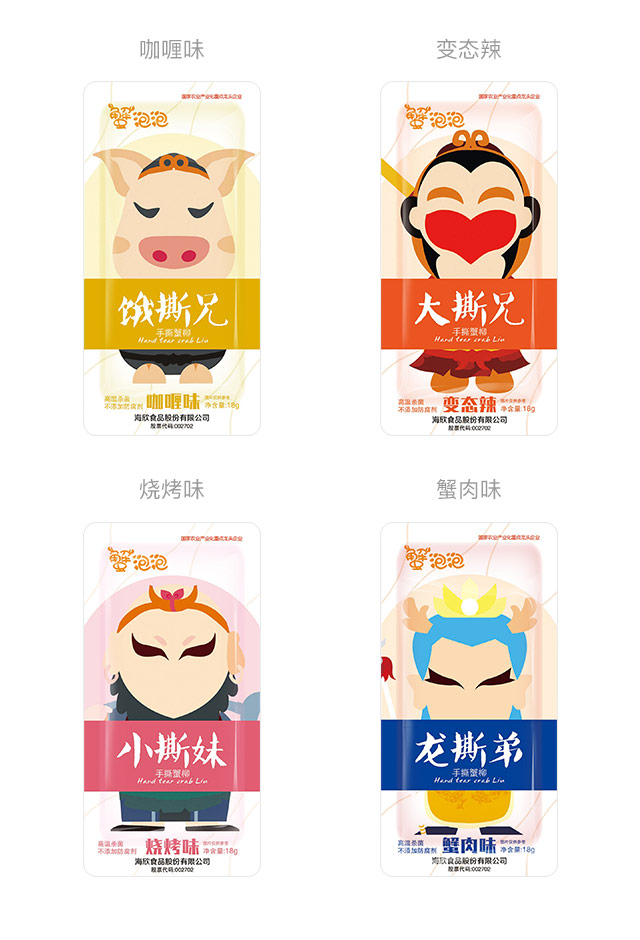 咖喱味
变态辣
国家农业产业化重点龙头企业
蟹泡泡
饿撕兄
手撕蟹柳
Hand tear crab Liu
高温杀菌
不添加防腐剂
咖喱味
图片仅供参考
净含量:18g
海欣食品股份有限公司
股票代码:002702
国家农业产业化重点龙头企业
蟹泡泡
大撕兄
手撕蟹柳
Hand tear crab Liu
高温杀菌
不添加防腐剂
变态辣
图片仅供参考
净含量:18g
海欣食品股份有限公司
股票代码:002702
烧烤味
蟹肉味
国家农业产业化重点龙头企业
蟹泡泡
小撕妹
手撕蟹柳
Hand tear crab Liu
高温杀菌
不添加防腐剂
烧烤味
图片仅供参考
净含量:18g
海欣食品股份有限公司
股票代码:002702
国家农业产业化重点龙头企业
蟹泡泡
龙撕弟
手撕蟹柳
Hand tear crab Liu
高温杀菌
不添加防腐剂
蟹肉味
图片仅供参考
净含量:18g
海欣食品股份有限公司
股票代码:002702